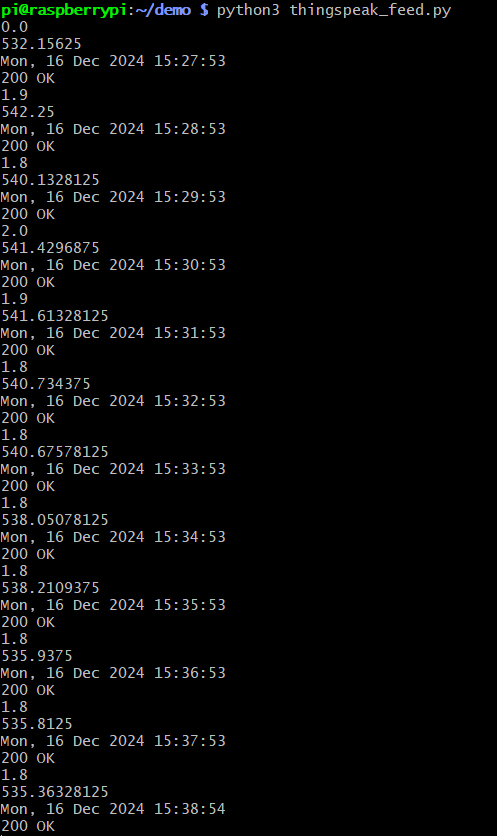 pi@raspberrypi:~/demo $ python3 thingspeak_feed.py
0.0
532.15625
Mon, 16 Dec 2024 15:27:53
200 OK
1.9
542.25
Mon, 16 Dec 2024 15:28:53
200 OK
1.8
540.1328125
Mon, 16 Dec 2024 15:29:53
200 OK
2.0
541.4296875
Mon, 16 Dec 2024 15:30:53
200 OK
1.9
541.61328125
Mon, 16 Dec 2024 15:31:53
200 OK
1.8
540.734375
Mon, 16 Dec 2024 15:32:53
200 OK
1.8
540.67578125
Mon, 16 Dec 2024 15:33:53
200 OK
1.8
538.05078125
Mon, 16 Dec 2024 15:34:53
200 OK
1.8
538.2109375
Mon, 16 Dec 2024 15:35:53
200 OK
1.8
535.9375
Mon, 16 Dec 2024 15:36:53
200 OK
1.8
535.8125
Mon, 16 Dec 2024 15:37:53
200 OK
1.8
535.36328125
Mon, 16 Dec 2024 15:38:54
200 OK